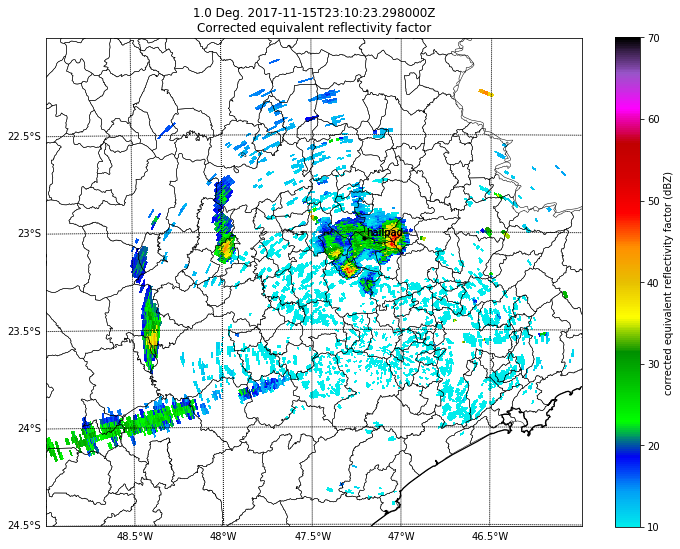 1.0 Deg. 2017-11-15T23:10:23.298000Z
Corrected equivalent reflectivity factor
70
60
50
40
30
20
10
corrected equivalent reflectivity factor (dBZ)
22.5°S
23°S
23.5°S
24°S
24.5°S
48.5°W
48°W
47.5°W
47°W
46.5°W
hailpad